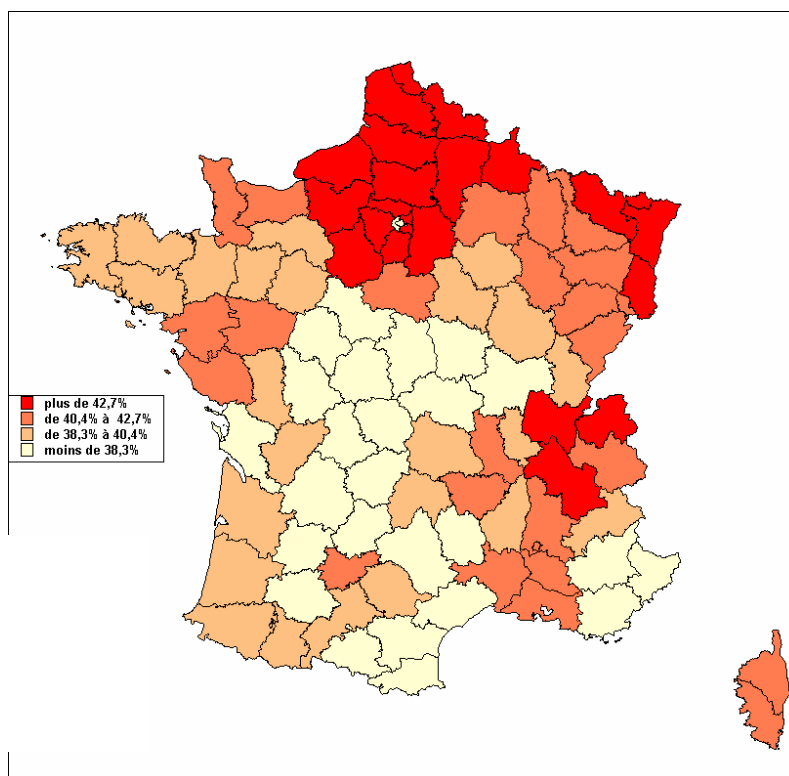 plus de 42,7%
de 40,4% à 42,7%
de 38,3% à 40,4%
moins de 38,3%